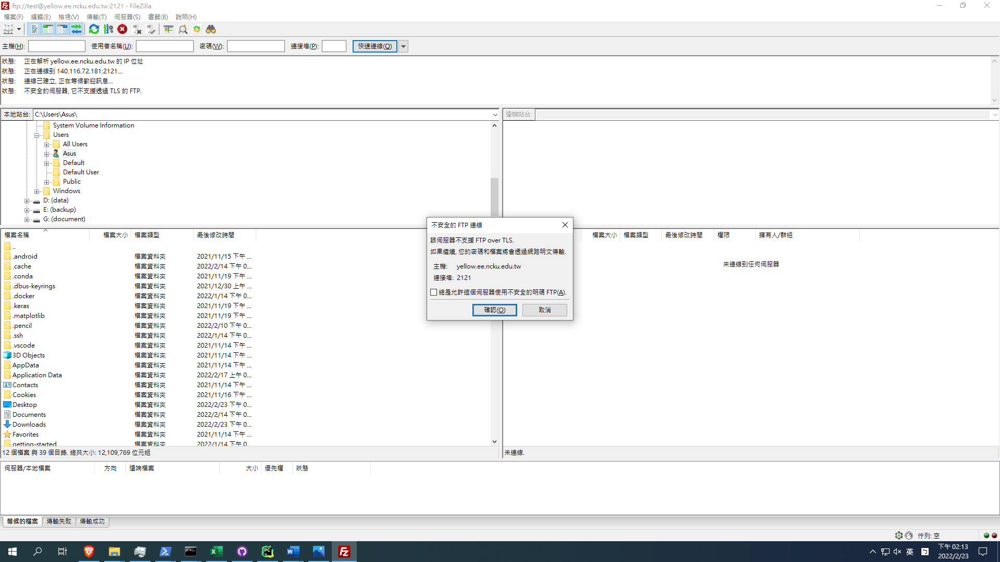 ftp://test@yellow.ee.ncku.edu.tw:2121 - FileZilla
檔案(F) 編輯(E) 檢視(V) 傳輸(T) 伺服器(S) 書籤(B) 說明(H)
主機(H): 使用者名稱(U): 密碼(W): 連接埠(P): 快速連線(Q)
狀態: 正在解析 yellow.ee.ncku.edu.tw 的 IP 位址
狀態: 正在連線到 140.116.72.181:2121...
狀態: 連線已建立, 正在等候歡迎訊息...
狀態: 不安全的伺服器, 它不支援透過 TLS 的 FTP.
本地站台: C:\Users\Asus\
遠端站台:
System Volume Information
Users
All Users
Asus
Default
Default User
Public
Windows
D: (data)
E: (backup)
G: (document)
檔案名稱 檔案大小 檔案類型 最後修改時間
..
.android 檔案資料夾 2021/11/15 下午 ...
.cache 檔案資料夾 2022/2/14 下午 0...
.conda 檔案資料夾 2021/11/19 下午 ...
.dbus-keyrings 檔案資料夾 2021/12/30 上午 ...
.docker 檔案資料夾 2022/1/14 下午 0...
.keras 檔案資料夾 2021/11/19 下午 ...
.matplotlib 檔案資料夾 2021/11/19 下午 ...
.pencil 檔案資料夾 2022/2/10 下午 0...
.ssh 檔案資料夾 2022/1/14 下午 0...
.vscode 檔案資料夾 2021/11/14 下午 ...
3D Objects 檔案資料夾 2021/11/14 下午 ...
AppData 檔案資料夾 2021/11/14 下午 ...
Application Data 檔案資料夾 2022/2/17 上午 0...
Contacts 檔案資料夾 2021/11/14 下午 ...
Cookies 檔案資料夾 2021/11/16 下午 ...
Desktop 檔案資料夾 2022/2/23 下午 0...
Documents 檔案資料夾 2022/2/14 下午 0...
Downloads 檔案資料夾 2022/2/23 下午 0...
Favorites 檔案資料夾 2021/11/14 下午 ...
getting-started 檔案資料夾 2022/1/14 下午 0
12 個檔案 與 39 個目錄. 總共大小: 12,109,769 位元組
不安全的 FTP 連線
該伺服器不支援 FTP over TLS.
如果繼續, 您的密碼和檔案將會透過網路明文傳輸.
主機: yellow.ee.ncku.edu.tw
連接埠: 2121
總是允許這個伺服器使用不安全的明碼 FTP(A).
確認(O) 取消
檔案大小 檔案類型 最後修改時間 權限 擁有人/群組
未連線到任何伺服器
未連線.
伺服器/本地檔案 方向 遠端檔案 大小 優先權 狀態
等候的檔案 傳輸失敗 傳輸成功
佇列: 空
英
下午 02:13
2022/2/23